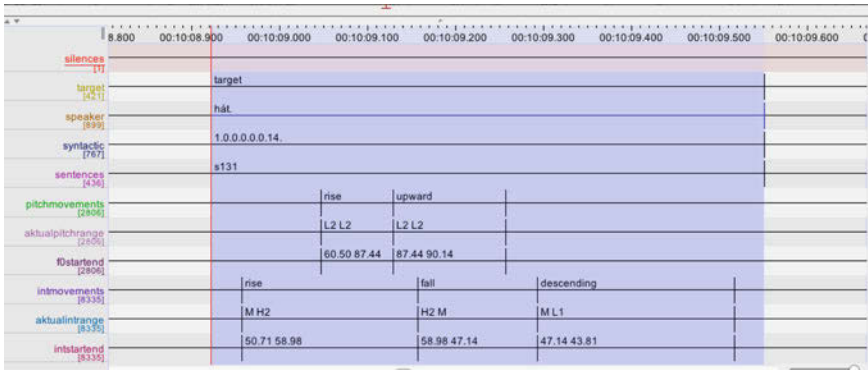 8.800 00:10:08.900 00:10:09.000 00:10:09.100 00:10:09.200 00:10:09.300 00:10:09.400 00:10:09.500 00:10:09.600
silences
[1]
target
target
[421]
hát.
speaker
[899]
1.0.0.0.0.14.
syntactic
[767]
s131
sentences
[436]
rise upward
pitchmovements
[2806]
L2 L2 L2 L2
aktualpitchrange
[2806]
60.50 87.44 87.44 90.14
f0startend
[2806]
rise fall descending
intmovements
[8335]
M H2 H2 M M L1
aktualintrange
[8335]
50.71 58.98 58.98 47.14 47.14 43.81
intstartend
[8335]